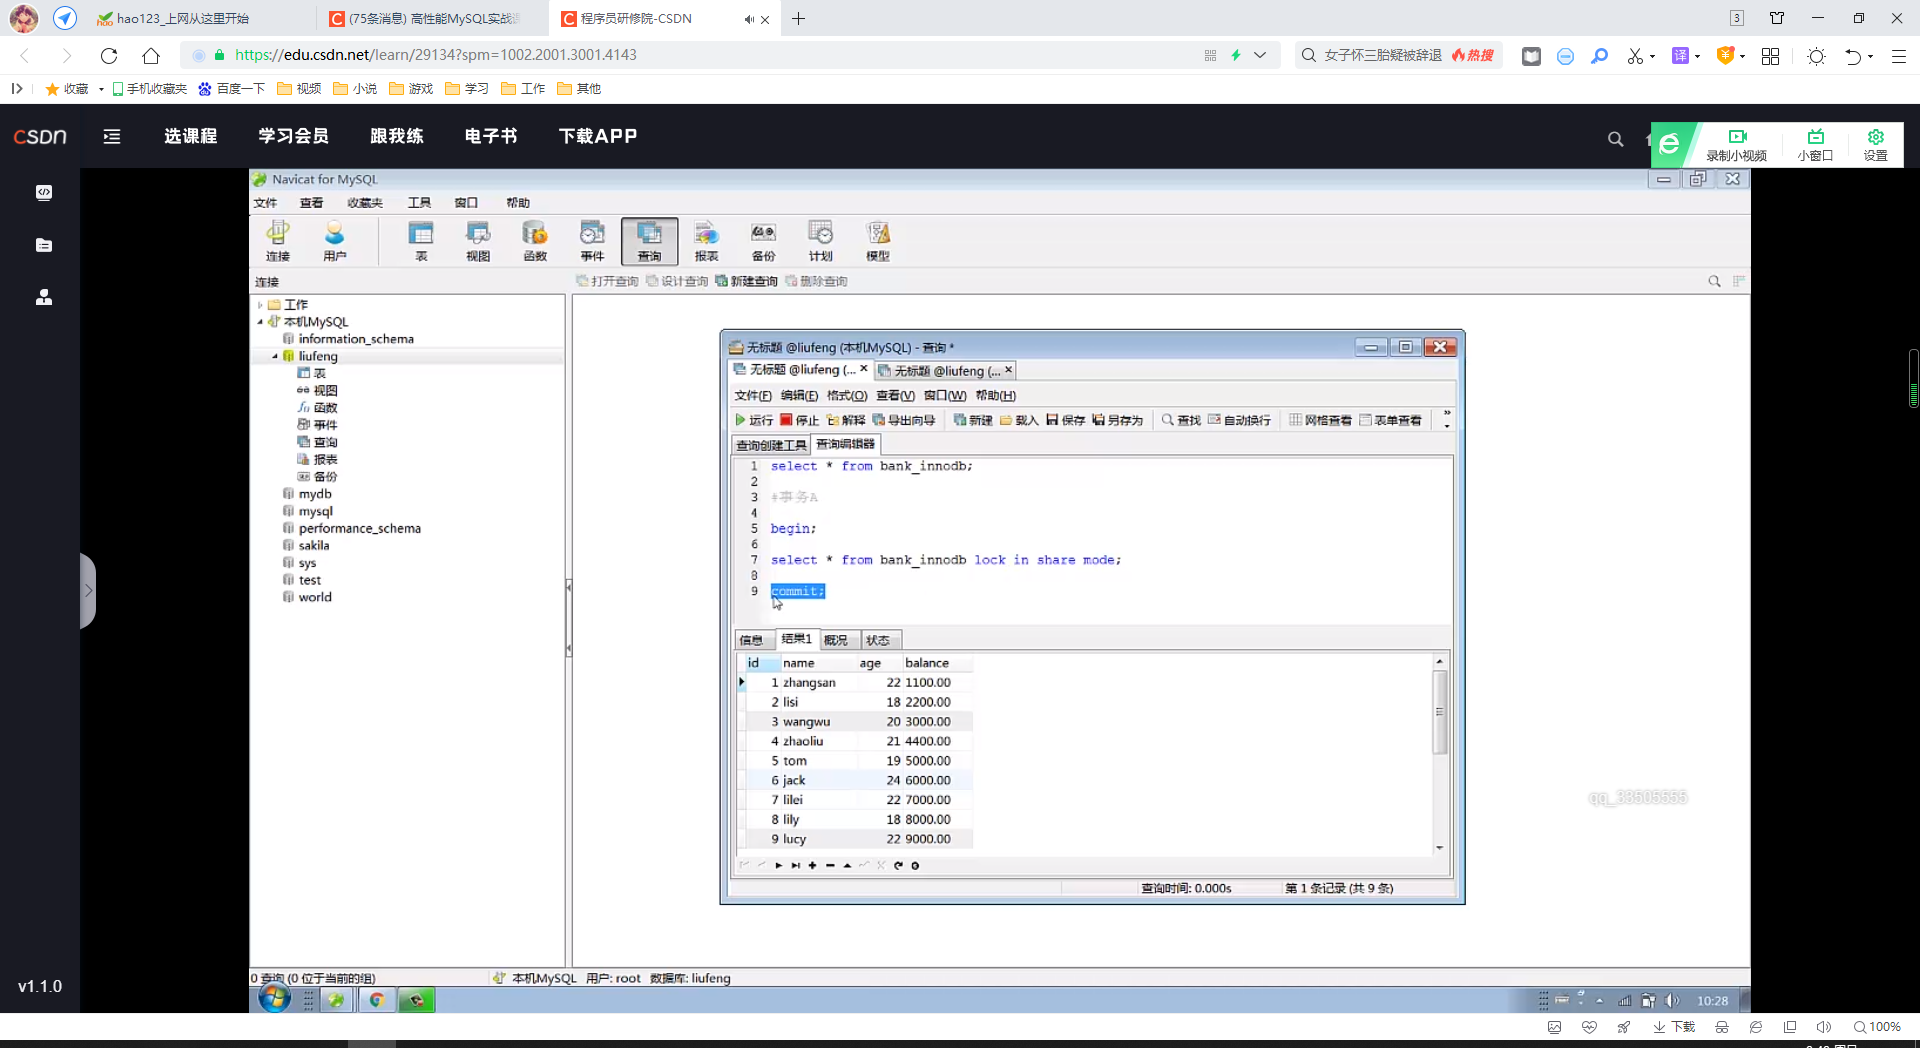 hao123_上网从这里开始
(75条消息) 高性能MySQL实战课
程序员研修院-CSDN
3
https://edu.csdn.net/learn/29134?spm=1002.2001.3001.4143
女子怀三胎疑被辞退 热搜
译
收藏 手机收藏夹 百度一下 视频 小说 游戏 学习 工作 其他
CSDN 选课程 学习会员 跟我练 电子书 下载APP
录制小视频 小窗口 设置
Navicat for MySQL
文件 查看 收藏夹 工具 窗口 帮助
连接 用户 表 视图 函数 事件 查询 报表 备份 计划 模型
连接 打开查询 设计查询 新建查询 删除查询
工作
本机MySQL
information_schema
liufeng
表
视图
函数
事件
查询
报表
备份
mydb
mysql
performance_schema
sakila
sys
test
world
无标题 @liufeng (本机MySQL) - 查询 *
无标题 @liufeng (... 无标题 @liufeng (...
文件(F) 编辑(E) 格式(O) 查看(V) 窗口(W) 帮助(H)
运行 停止 解释 导出向导 新建 载入 保存 另存为 查找 自动换行 网格查看 表单查看
查询创建工具 查询编辑器
1 select * from bank_innodb;
2
3 #事务A
4
5 begin;
6
7 select * from bank_innodb lock in share mode;
8
9 commit;
信息 结果1 概况 状态
id name age balance
1 zhangsan 22 1100.00
2 lisi 18 2200.00
3 wangwu 20 3000.00
4 zhaoliu 21 4400.00
5 tom 19 5000.00
6 jack 24 6000.00
7 lilei 22 7000.00
8 lily 18 8000.00
9 lucy 22 9000.00
qq_33505555
查询时间: 0.000s 第 1 条记录 (共 9 条)
0 查询 (0 位于当前的组) 本机MySQL 用户: root 数据库: liufeng
v1.1.0
10:28
下载 100%